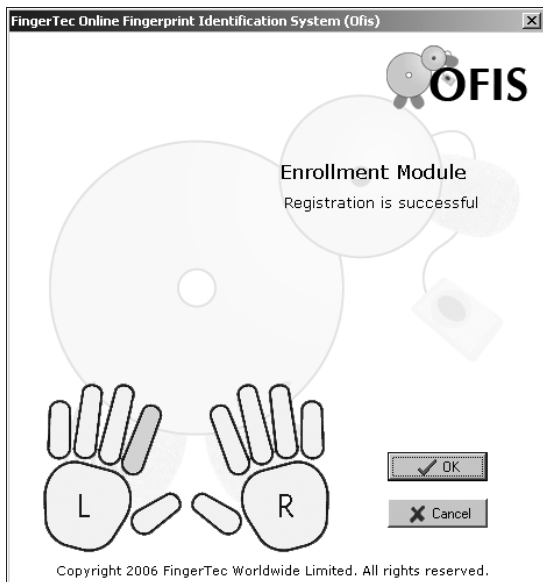 FingerTec Online Fingerprint Identification System (Ofis)
OFIS
Enrollment Module
Registration is successful
L
R
OK
Cancel
Copyright 2006 FingerTec Worldwide Limited. All rights reserved.